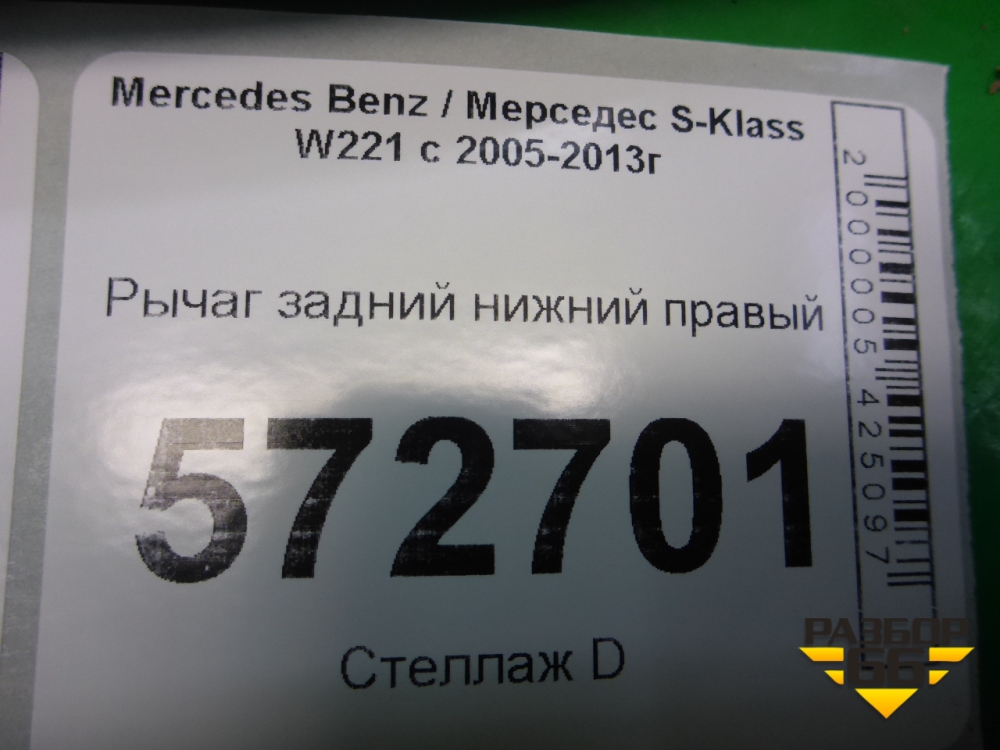 Mercedes Benz / Мерседес S-Klass
W221 с 2005-2013г
Рычаг задний нижний правый
572701
Стеллаж D
2000005425097
РАЗБОР
66